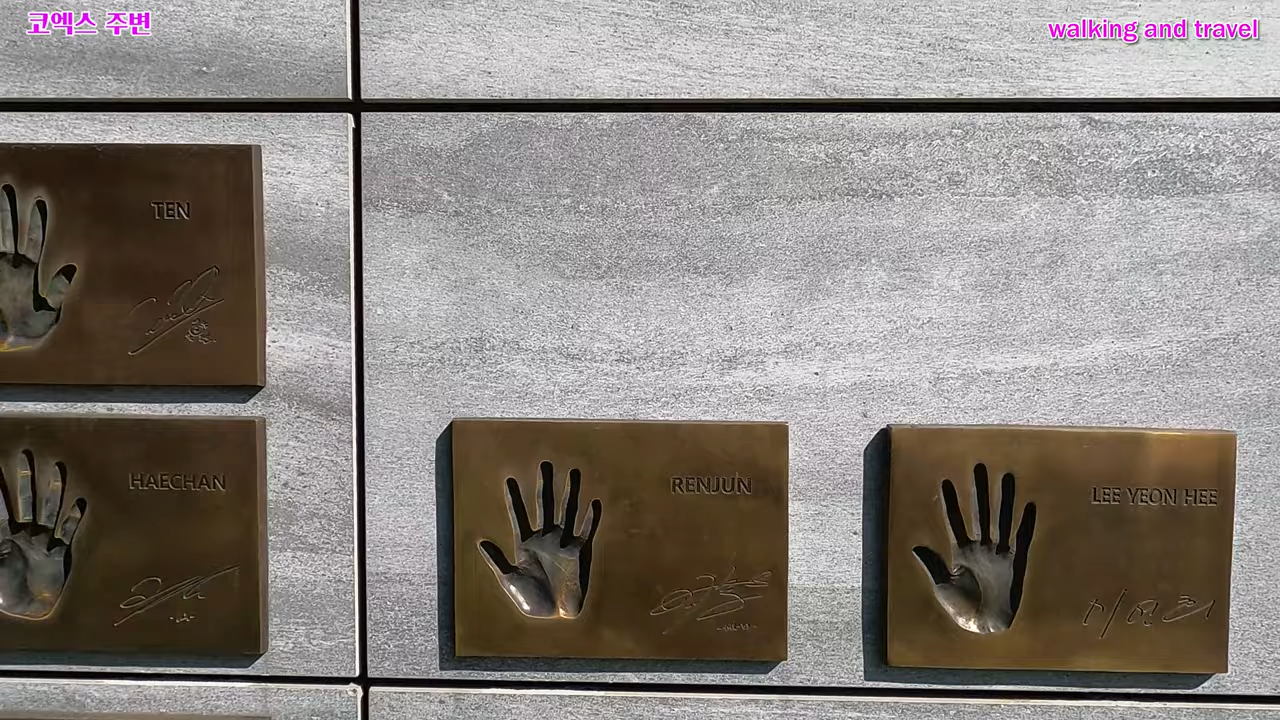 코엑스 주변
walking and travel
TEN
HAECHAN
RENJUN
LEE YEON HEE
이연희